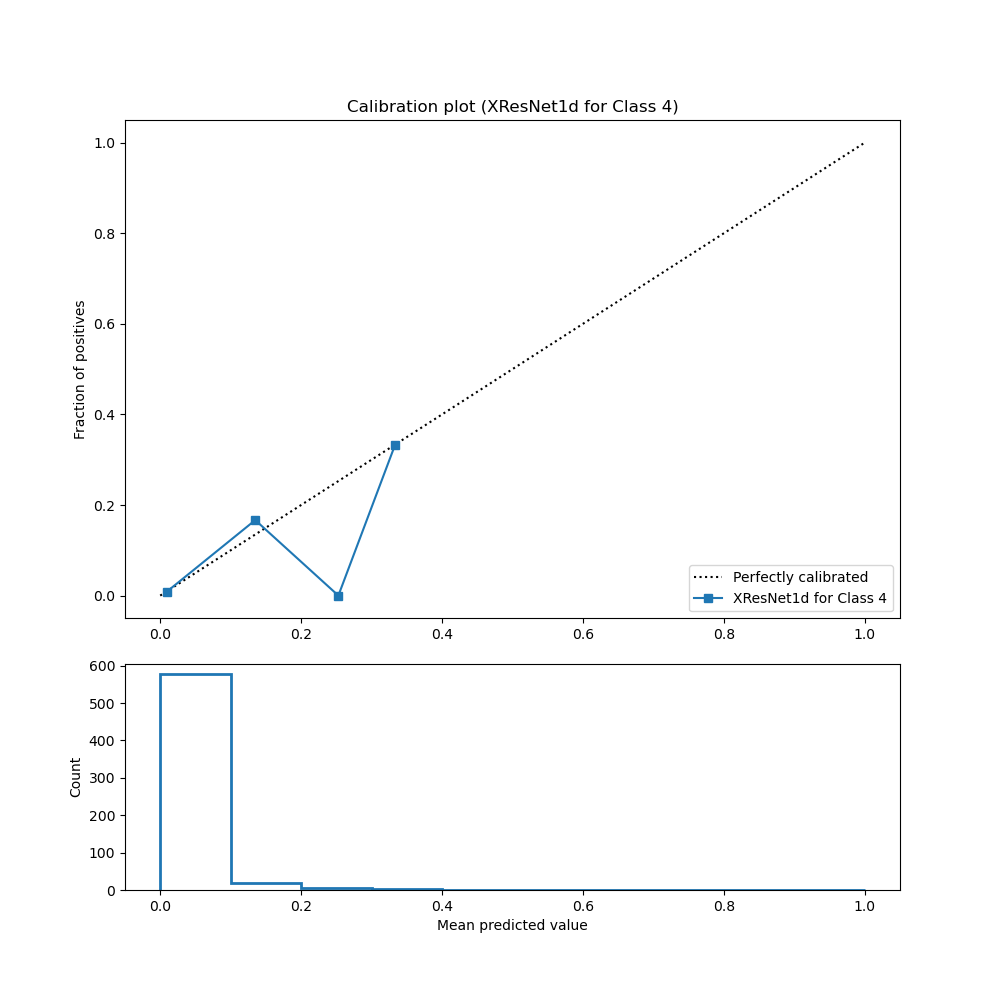 Calibration plot (XResNet1d for Class 4)
1.0
0.8
0.6
0.4
0.2
0.0
Fraction of positives
Perfectly calibrated
XResNet1d for Class 4
0.0 0.2 0.4 0.6 0.8 1.0
600
500
400
300
200
100
0
Count
0.0 0.2 0.4 0.6 0.8 1.0
Mean predicted value